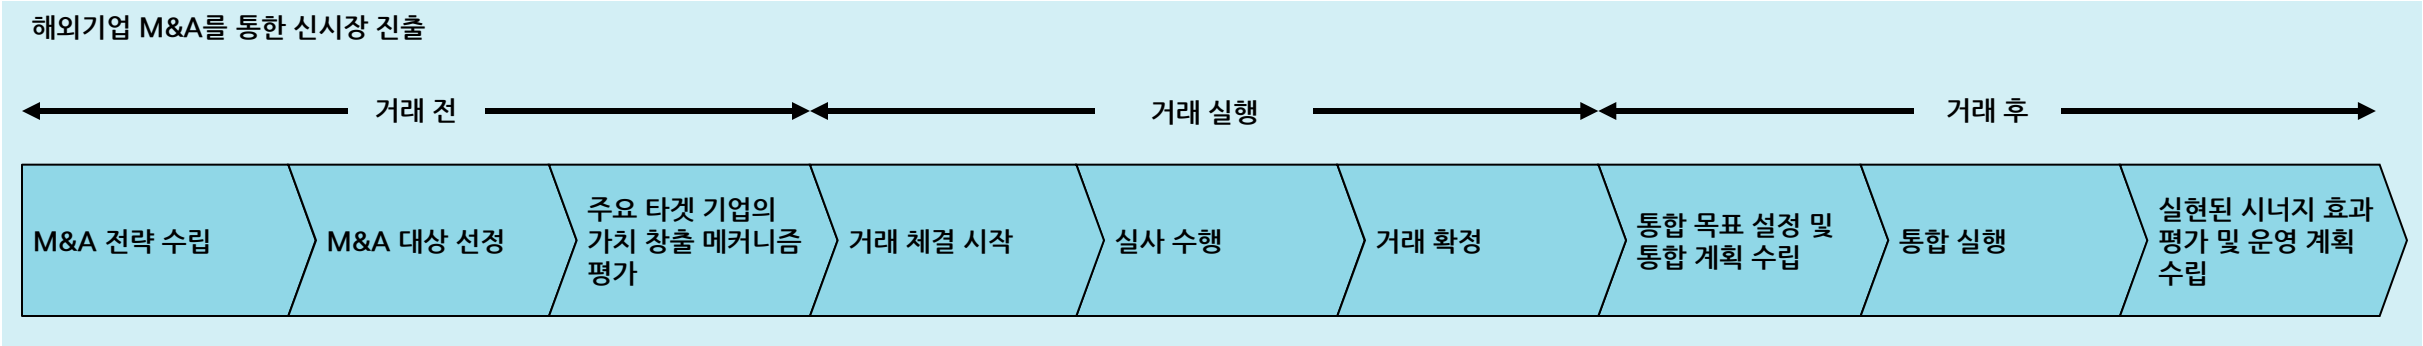 해외기업 M&A를 통한 신시장 진출
거래 전
거래 실행
거래 후
M&A 전략 수립
M&A 대상 선정
주요 타겟 기업의
가치 창출 메커니즘
평가
거래 체결 시작
실사 수행
거래 확정
통합 목표 설정 및
통합 계획 수립
통합 실행
실현된 시너지 효과
평가 및 운영 계획
수립